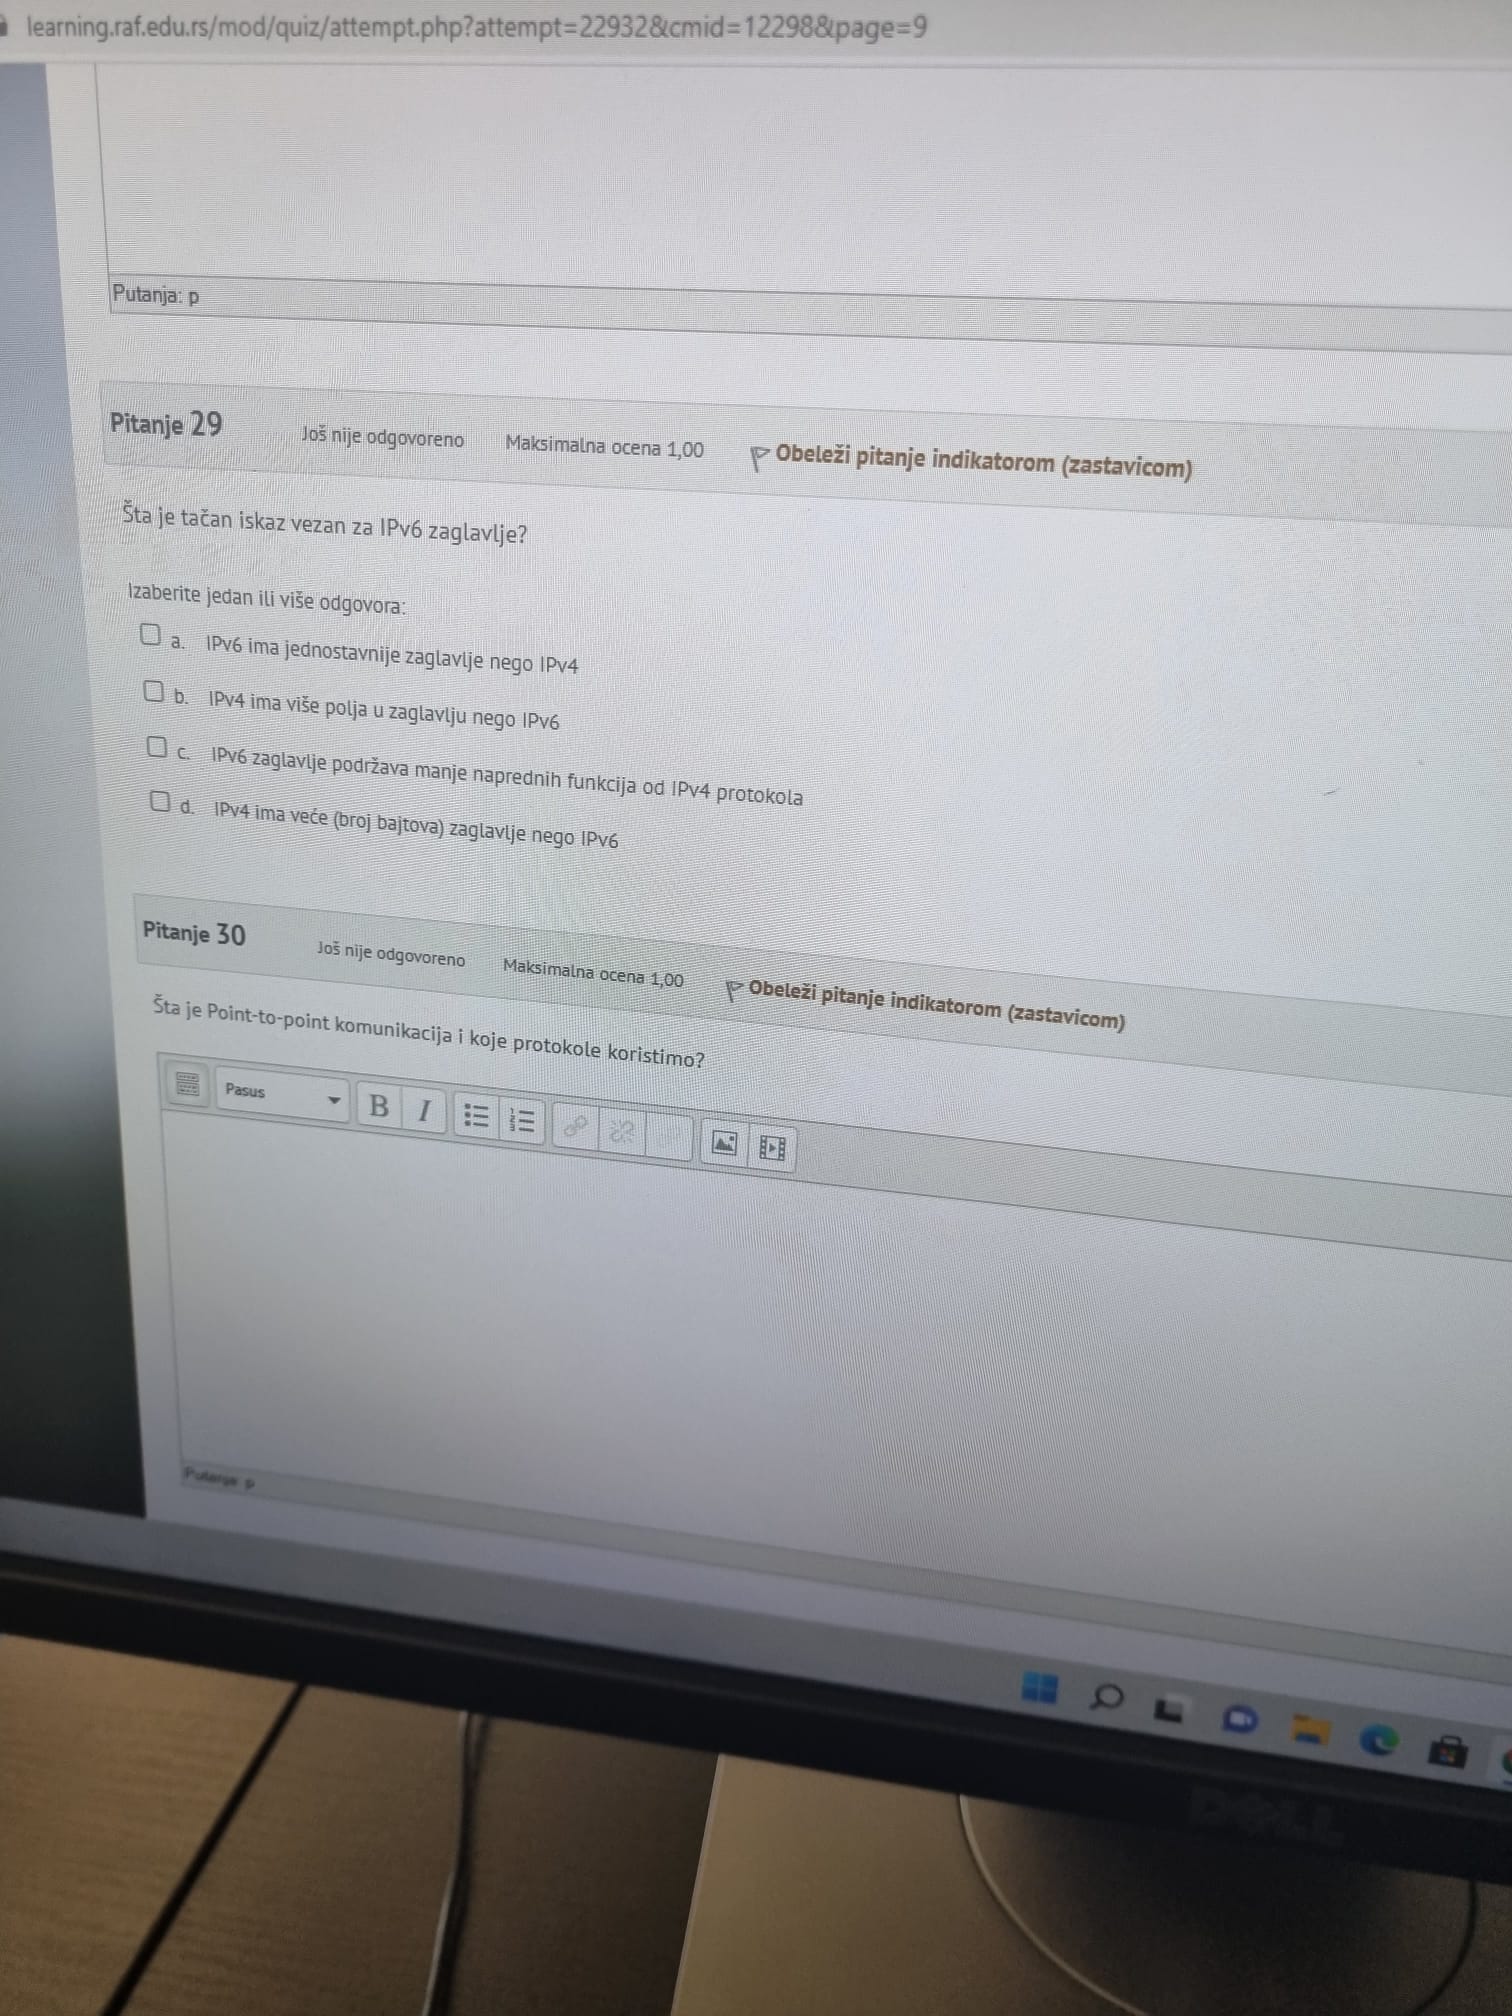 learning.raf.edu.rs/mod/quiz/attempt.php?attempt=22932&cmid=12298&page=9
Putanja: p
Pitanje 29
Još nije odgovoreno
Maksimalna ocena 1,00
Obeleži pitanje indikatorom (zastavicom)
Šta je tačan iskaz vezan za IPv6 zaglavlje?
Izaberite jedan ili više odgovora:
a. IPv6 ima jednostavnije zaglavlje nego IPv4
b. IPv4 ima više polja u zaglavlju nego IPv6
c. IPv6 zaglavlje podržava manje naprednih funkcija od IPv4 protokola
d. IPv4 ima veće (broj bajtova) zaglavlje nego IPv6
Pitanje 30
Još nije odgovoreno
Maksimalna ocena 1,00
Obeleži pitanje indikatorom (zastavicom)
Šta je Point-to-point komunikacija i koje protokole koristimo?
Pasus
B I
Putanja: p
DELL